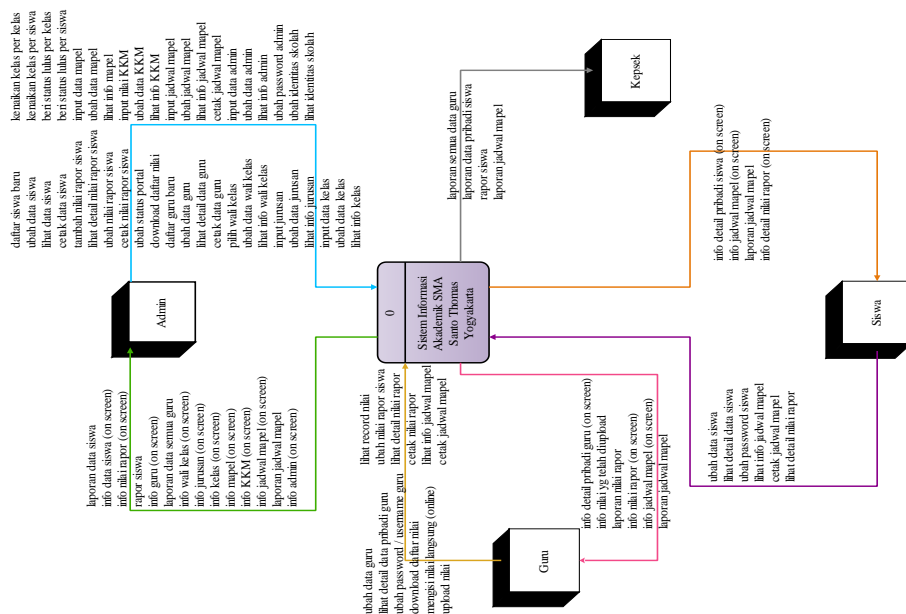 kenaikan kelas per kelas
kenaikan kelas per siswa
beri status lulus per kelas
beri status lulus per siswa
input mapel
ubah mapel
lihat info mapel
input nilai KKM
ubah data KKM
lihat info KKM
input jadwal mapel
ubah jadwal mapel
lihat info jadwal mapel
cetak jadwal mapel
input data admin
ubah data admin
lihat info admin
ubah password admin
ubah identitas skolah
lihat identitas skolah
daftar siswa baru
ubah data siswa
lihat data siswa
cetak data siswa
tambah nilai rapor siswa
lihat detail nilai rapor siswa
ubah nilai rapor siswa
cetak nilai rapor siswa
ubah status portal
download daftar nilai
daftar guru baru
ubah data guru
lihat detail data guru
cetak data guru
pilih wali kelas
ubah data wali kelas
lihat info wali kelas
input jurusan
ubah data jurusan
lihat info jurusan
input data kelas
ubah data kelas
lihat info kelas
Admin
laporan data siswa
info data siswa (on screen)
info nilai rapor (on screen)
rapor siswa
info guru (on screen)
laporan data semua guru
info wali kelas (on screen)
info jurusan (on screen)
info kelas (on screen)
info mapel (on screen)
info KKM (on screen)
info jadwal mapel (on screen)
laporan jadwal mapel
info admin (on screen)
0
Sistem Informasi
Akademik SMA
Santo Thomas
Yogyakarta
Kepsek
laporan semua data guru
laporan data pribadi siswa
rapor siswa
laporan jadwal mapel
info detail pribadi siswa (on screen)
info jadwal mapel (on screen)
laporan jadwal mapel
info detail nilai rapor (on screen)
Siswa
ubah data siswa
lihat detail data siswa
ubah password siswa
lihat info jadwal mapel
cetak jadwal mapel
lihat detail nilai rapor
lihat record nilai
ubah nilai rapor siswa
lihat detail nilai rapor
cetak nilai rapor
lihat info jadwal mapel
cetak jadwal mapel
ubah data guru
lihat detail data pribadi guru
ubah password / username guru
download daftar nilai
mengisi nilai langsung (online)
upload nilai
Guru
info detail pribadi guru (on screen)
info nilai yg telah diupload
laporan nilai rapor
info nilai rapor (on screen)
info jadwal mapel (on screen)
laporan jadwal mapel